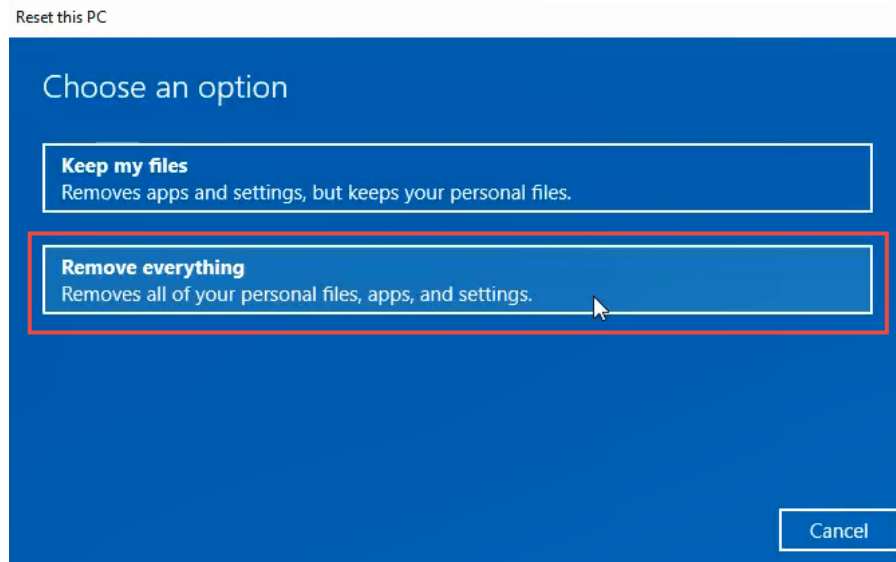 Reset this PC
Choose an option
Keep my files
Removes apps and settings, but keeps your personal files.
Remove everything
Removes all of your personal files, apps, and settings.
Cancel